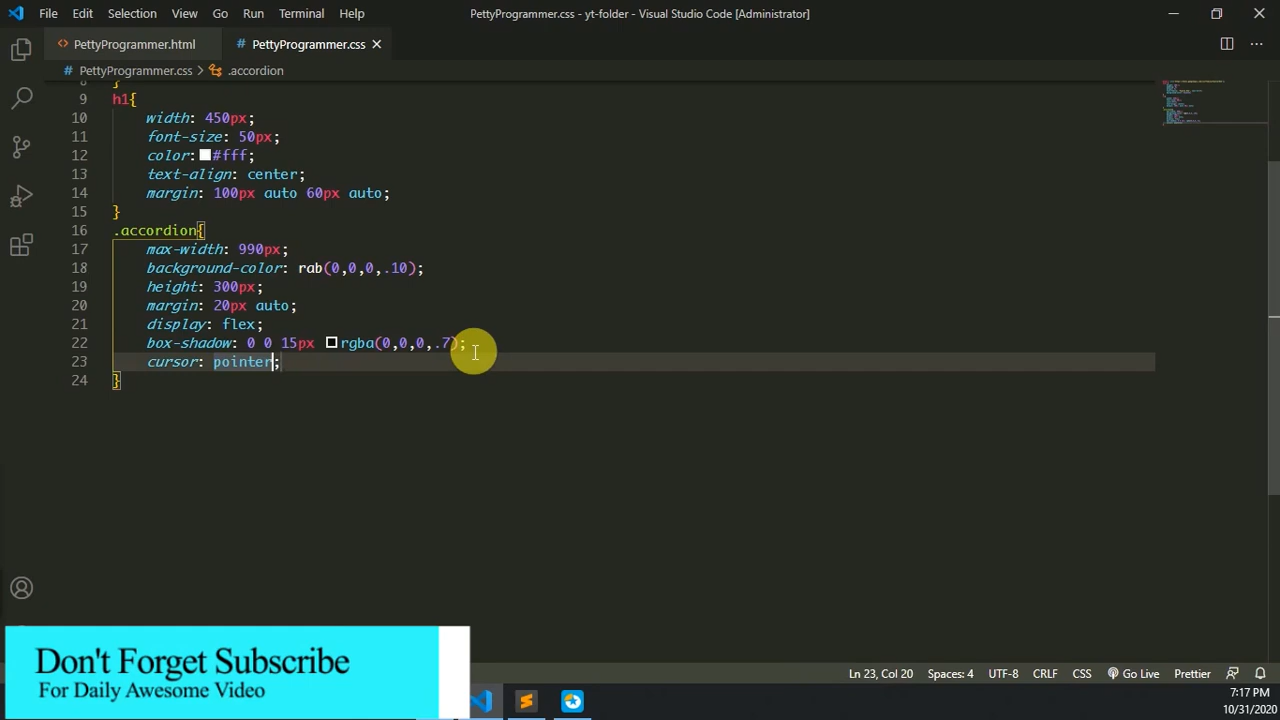 File Edit Selection View Go Run Terminal Help PettyProgrammer.css - yt-folder - Visual Studio Code [Administrator]
PettyProgrammer.html # PettyProgrammer.css
PettyProgrammer.css > .accordion
9 h1{
10 width: 450px;
11 font-size: 50px;
12 color: #fff;
13 text-align: center;
14 margin: 100px auto 60px auto;
15 }
16 .accordion{
17 max-width: 990px;
18 background-color: rab(0,0,0,.10);
19 height: 300px;
20 margin: 20px auto;
21 display: flex;
22 box-shadow: 0 0 15px rgba(0,0,0,.7);
23 cursor: pointer;
24 }
Don't Forget Subscribe
For Daily Awesome Video
Ln 23, Col 20 Spaces: 4 UTF-8 CRLF CSS Go Live Prettier
7:17 PM
10/31/2020